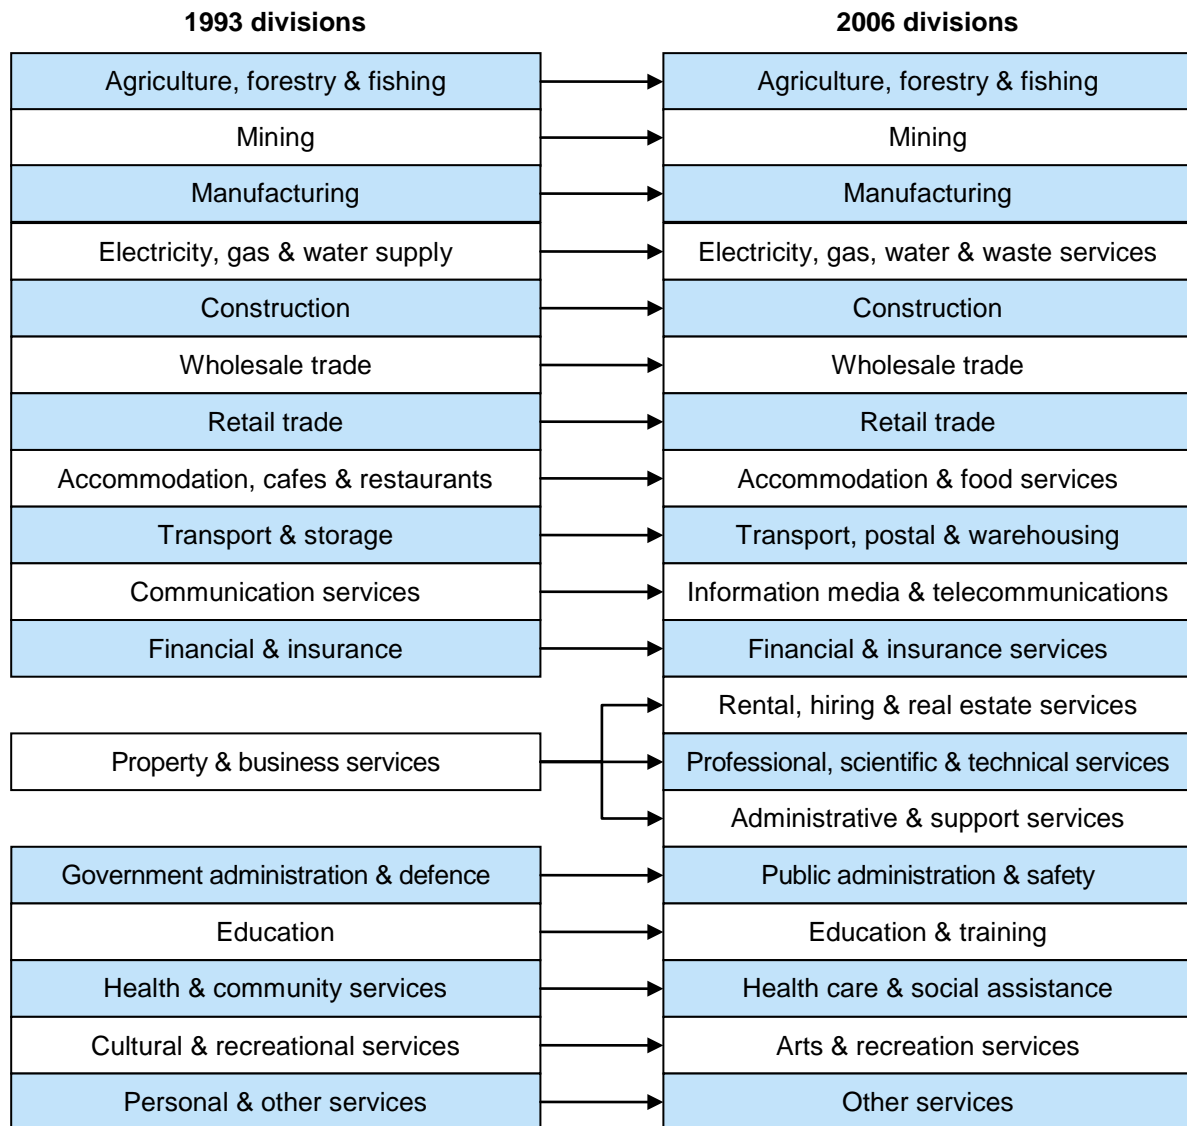 1993 divisions
2006 divisions
Agriculture, forestry & fishing
Agriculture, forestry & fishing
Mining
Mining
Manufacturing
Manufacturing
Electricity, gas & water supply
Electricity, gas, water & waste services
Construction
Construction
Wholesale trade
Wholesale trade
Retail trade
Retail trade
Accommodation, cafes & restaurants
Accommodation & food services
Transport & storage
Transport, postal & warehousing
Communication services
Information media & telecommunications
Financial & insurance
Financial & insurance services
Rental, hiring & real estate services
Property & business services
Professional, scientific & technical services
Administrative & support services
Government administration & defence
Public administration & safety
Education
Education & training
Health & community services
Health care & social assistance
Cultural & recreational services
Arts & recreation services
Personal & other services
Other services